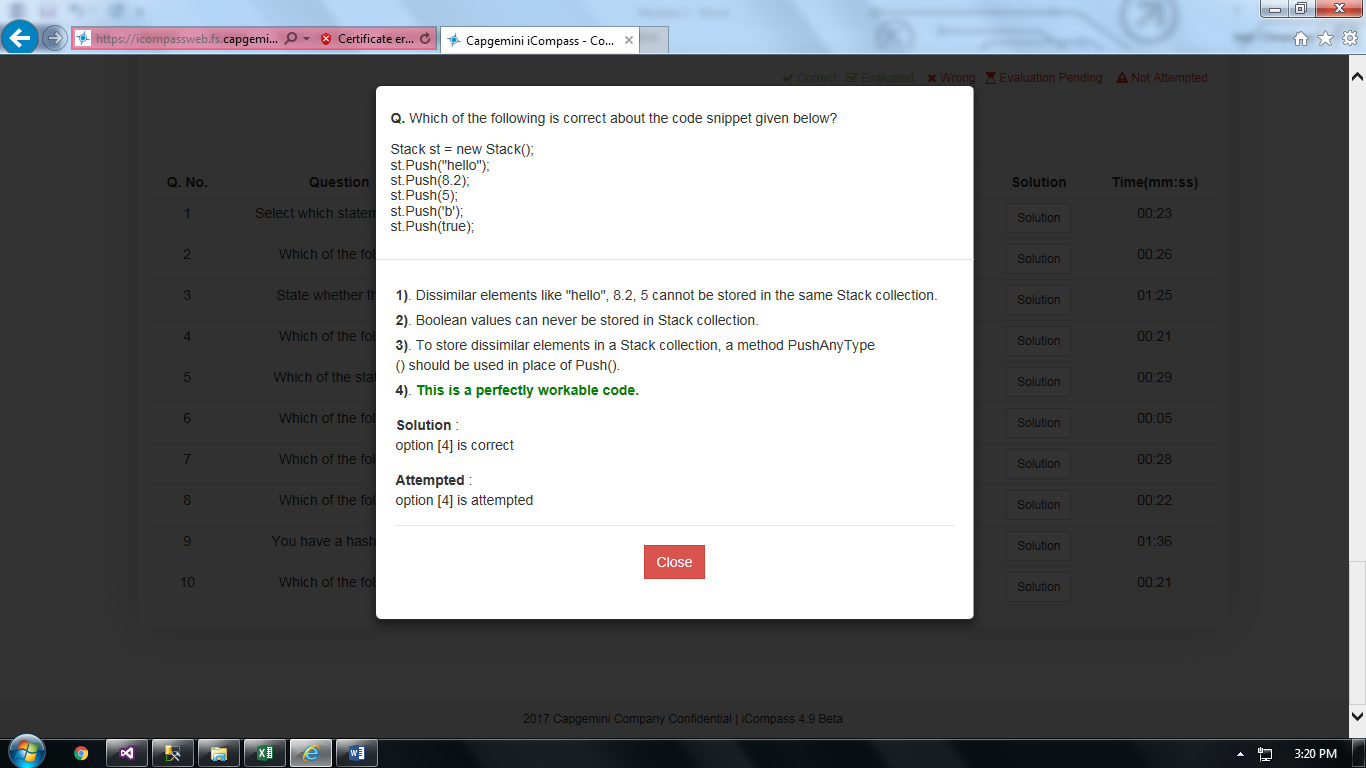 https://icompassweb.fs.capgemi...
Certificate er...
Capgemini iCompass - Co...
Correct Evaluated Wrong Evaluation Pending Not Attempted
Q. Which of the following is correct about the code snippet given below?
Stack st = new Stack();
st.Push("hello");
st.Push(8.2);
st.Push(5);
st.Push('b');
st.Push(true);
1). Dissimilar elements like "hello", 8.2, 5 cannot be stored in the same Stack collection.
2). Boolean values can never be stored in Stack collection.
3). To store dissimilar elements in a Stack collection, a method PushAnyType
() should be used in place of Push().
4). This is a perfectly workable code.
Solution :
option [4] is correct
Attempted :
option [4] is attempted
Close
Q. No. Question Solution Time(mm:ss)
1 Select which statem Solution 00:23
2 Which of the fol Solution 00:26
3 State whether th Solution 01:25
4 Which of the fol Solution 00:21
5 Which of the stat Solution 00:29
6 Which of the fol Solution 00:05
7 Which of the fol Solution 00:28
8 Which of the fol Solution 00:22
9 You have a hash Solution 01:36
10 Which of the fol Solution 00:21
2017 Capgemini Company Confidential | iCompass 4.9 Beta
3:20 PM